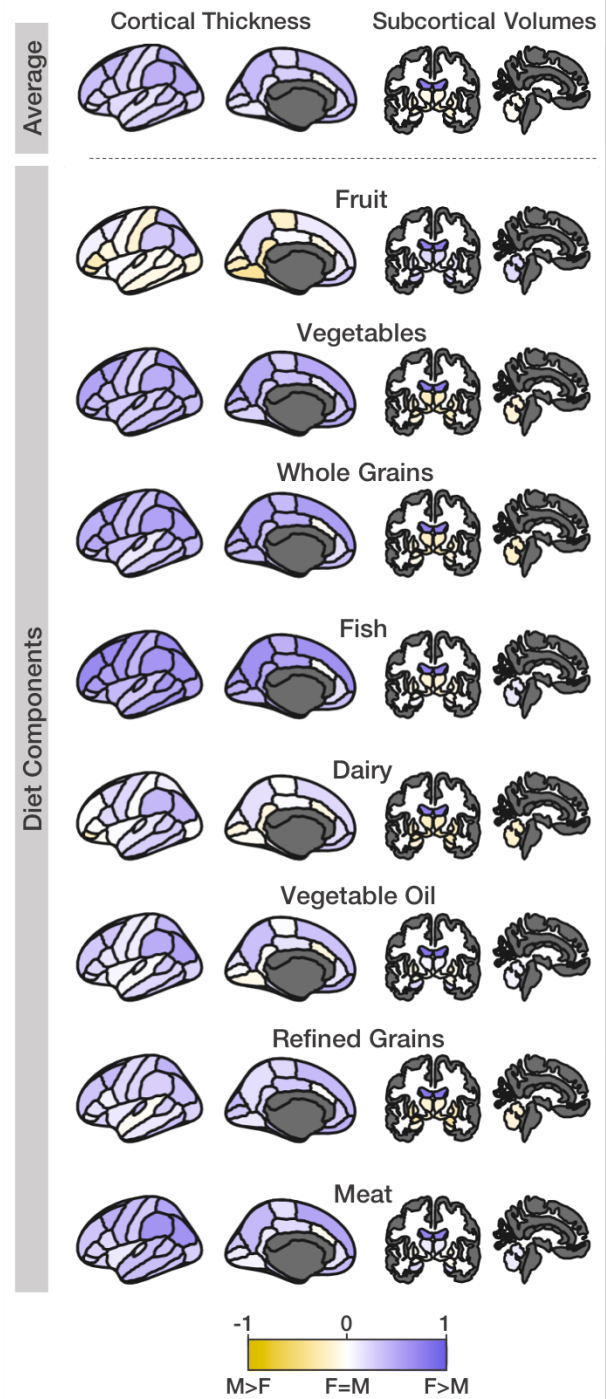 Cortical Thickness Subcortical Volumes
Average
Diet Components
Fruit
Vegetables
Whole Grains
Fish
Dairy
Vegetable Oil
Refined Grains
Meat
-1 0 1
M>F F=M F>M